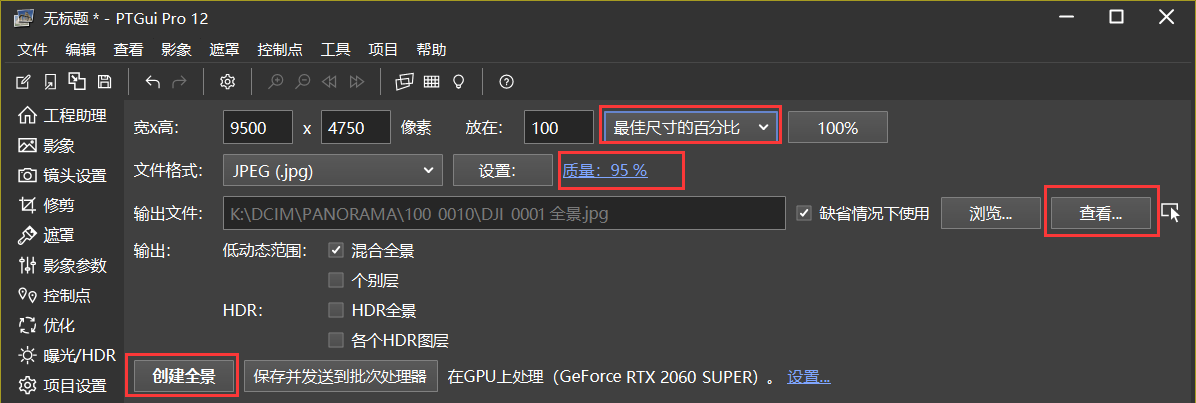 无标题 * - PTGui Pro 12
文件 编辑 查看 影象 遮罩 控制点 工具 项目 帮助
工程助理
影象
镜头设置
修剪
遮罩
影象参数
控制点
优化
曝光/HDR
项目设置
宽x高: 9500 x 4750 像素 放在: 100 最佳尺寸的百分比 100%
文件格式: JPEG (.jpg) 设置: 质量: 95 %
输出文件: K:\DCIM\PANORAMA\100 0010\DJI 0001 全景.jpg 缺省情况下使用 浏览... 查看...
输出: 低动态范围: 混合全景
个别层
HDR: HDR全景
各个HDR图层
创建全景 保存并发送到批次处理器 在GPU上处理（GeForce RTX 2060 SUPER）。 设置...